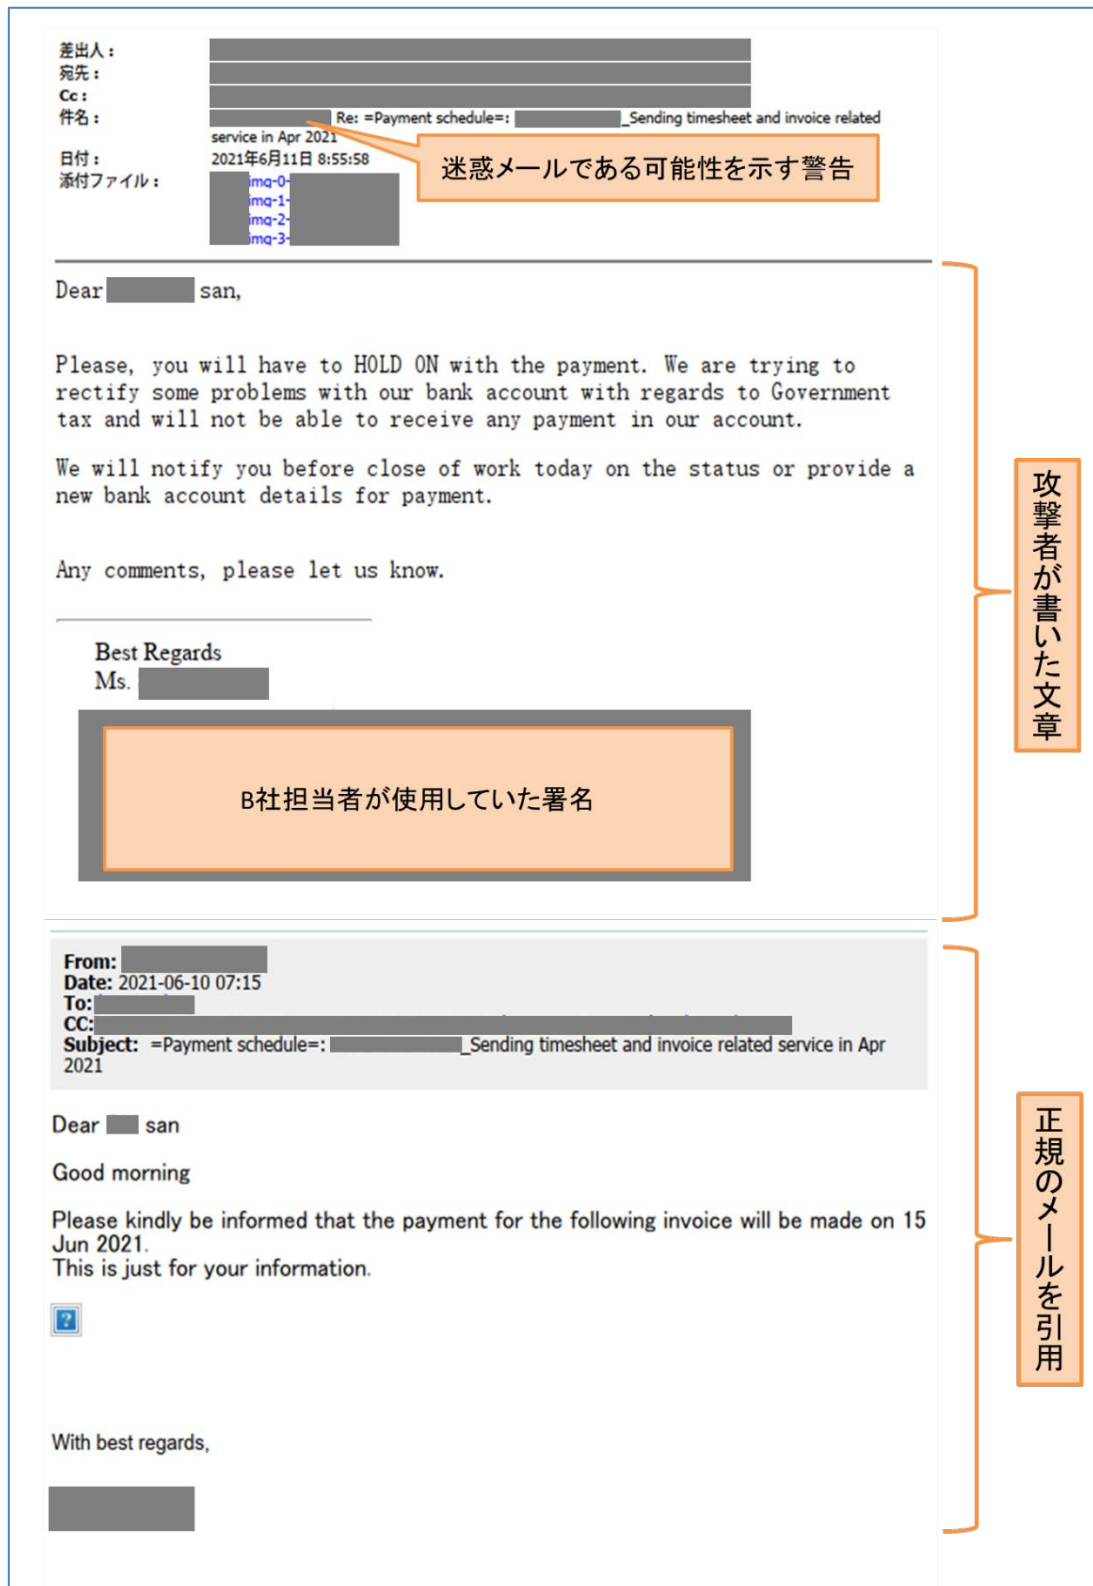 差出人：
宛先：
Cc：
件名： Re: =Payment schedule=: _Sending timesheet and invoice related
service in Apr 2021
迷惑メールである可能性を示す警告
日付： 2021年6月11日 8:55:58
添付ファイル： img-0-
img-1-
img-2-
img-3-
Dear san,
Please, you will have to HOLD ON with the payment. We are trying to
rectify some problems with our bank account with regards to Government
tax and will not be able to receive any payment in our account.
We will notify you before close of work today on the status or provide a
new bank account details for payment.
Any comments, please let us know.
Best Regards
Ms.
B社担当者が使用していた署名
攻撃者が書いた文章
From:
Date: 2021-06-10 07:15
To:
CC:
Subject: =Payment schedule=: _Sending timesheet and invoice related service in Apr
2021
Dear san
Good morning
Please kindly be informed that the payment for the following invoice will be made on 15
Jun 2021.
This is just for your information.
With best regards,
正規のメールを引用